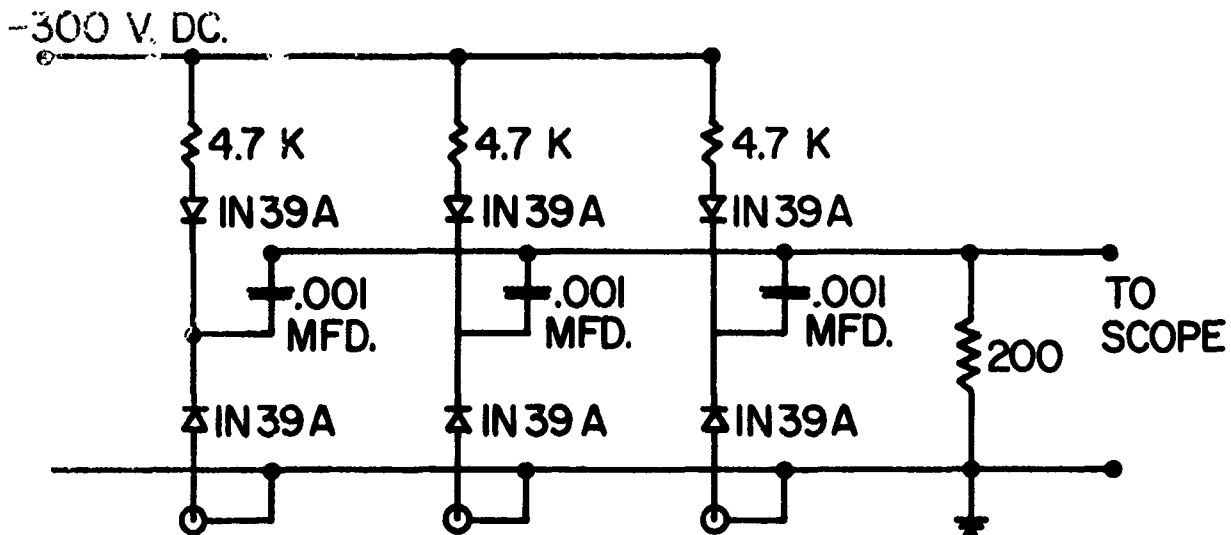 -300 V. DC.
4.7 K
4.7 K
4.7 K
IN39A
IN39A
IN39A
.001
MFD.
.001
MFD.
.001
MFD.
TO
SCOPE
200
IN39A
IN39A
IN39A